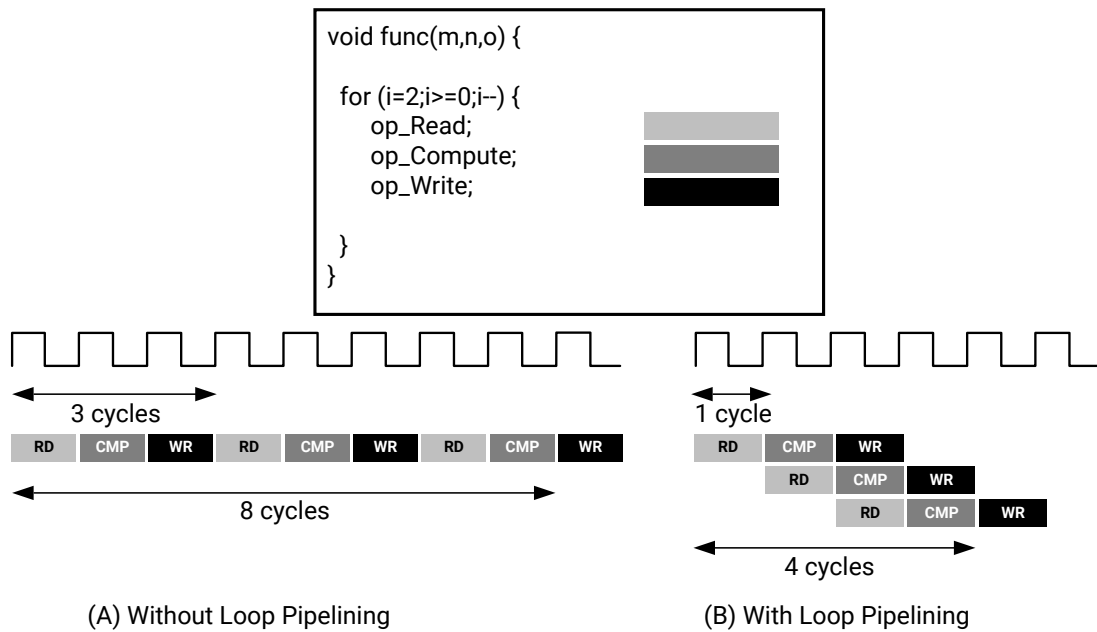 void func(m,n,o) {
for (i=2;i>=0;i--) {
op_Read;
op_Compute;
op_Write;
}
}
3 cycles
RD CMP WR RD CMP WR RD CMP WR
8 cycles
(A) Without Loop Pipelining
1 cycle
RD CMP WR
RD CMP WR
RD CMP WR
4 cycles
(B) With Loop Pipelining